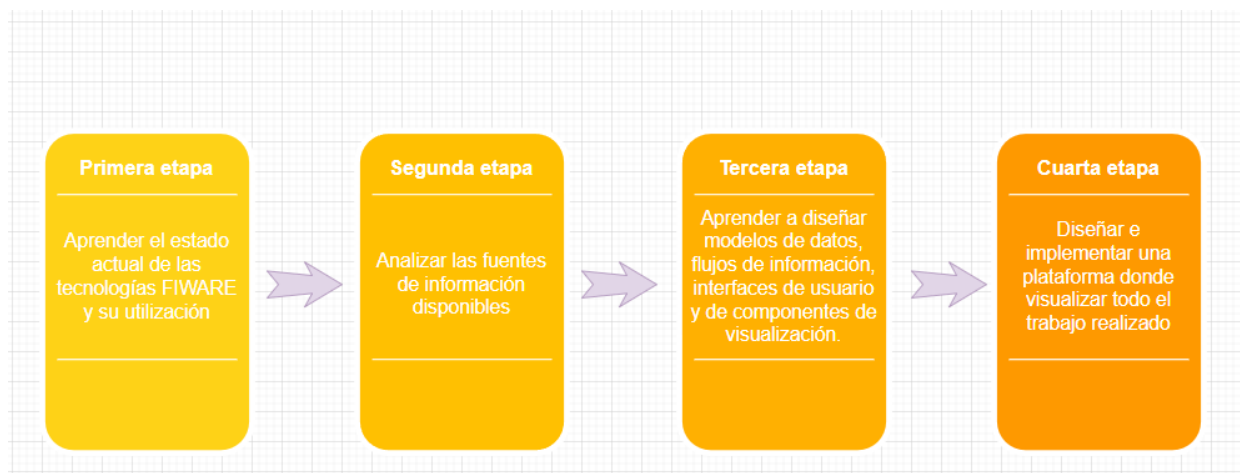 Primera etapa
Aprender el estado
actual de las
tecnologías FIWARE
y su utilización
Segunda etapa
Analizar las fuentes
de información
disponibles
Tercera etapa
Aprender a diseñar
modelos de datos,
flujos de información,
interfaces de usuario
y de componentes de
visualización.
Cuarta etapa
Diseñar e
implementar una
plataforma donde
visualizar todo el
trabajo realizado